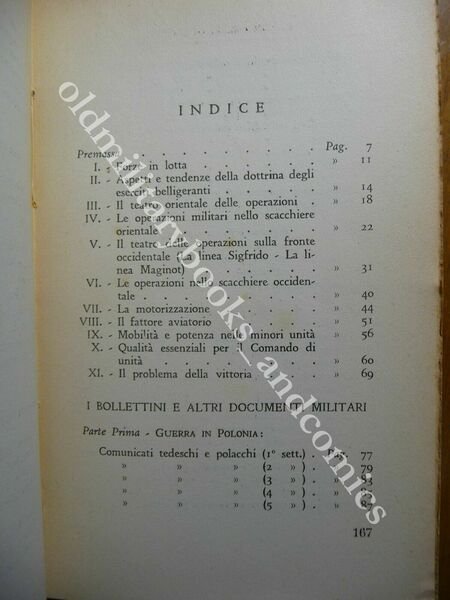 INDICE
Premessa . . . . . . . . Pag. 7
I. - Forze in lotta . . . . . . » 11
II. - Aspetti e tendenze della dottrina degli
eserciti belligeranti . . . . . » 14
III. - Il teatro orientale delle operazioni . . » 18
IV. - Le operazioni militari nello scacchiere
orientale . . . . . . . » 22
V. - Il teatro delle operazioni sulla fronte
occidentale (La linea Sigfrido - La li
nea Maginot) . . . . . . » 31
VI. - Le operazioni nello scacchiere occiden-
tale . . . . . . . . » 40
VII. - La motorizzazione . . . . . » 44
VIII. - Il fattore aviatorio . . . . . » 51
IX. - Mobilità e potenza nelle minori unità » 56
X. - Qualità essenziali per il Comando di
unità . . . . . . . . » 60
XI. - Il problema della vittoria . . . . » 69
I BOLLETTINI E ALTRI DOCUMENTI MILITARI
Parte Prima - GUERRA IN POLONIA:
Comunicati tedeschi e polacchi (1° sett.) . Pag. 77
» » » (2 » ) . » 79
» » » (3 » ) . » 83
» » » (4 » ) . » 85
» » » (5 » ) . » 87
167
oldmilitarybooks_andcomics